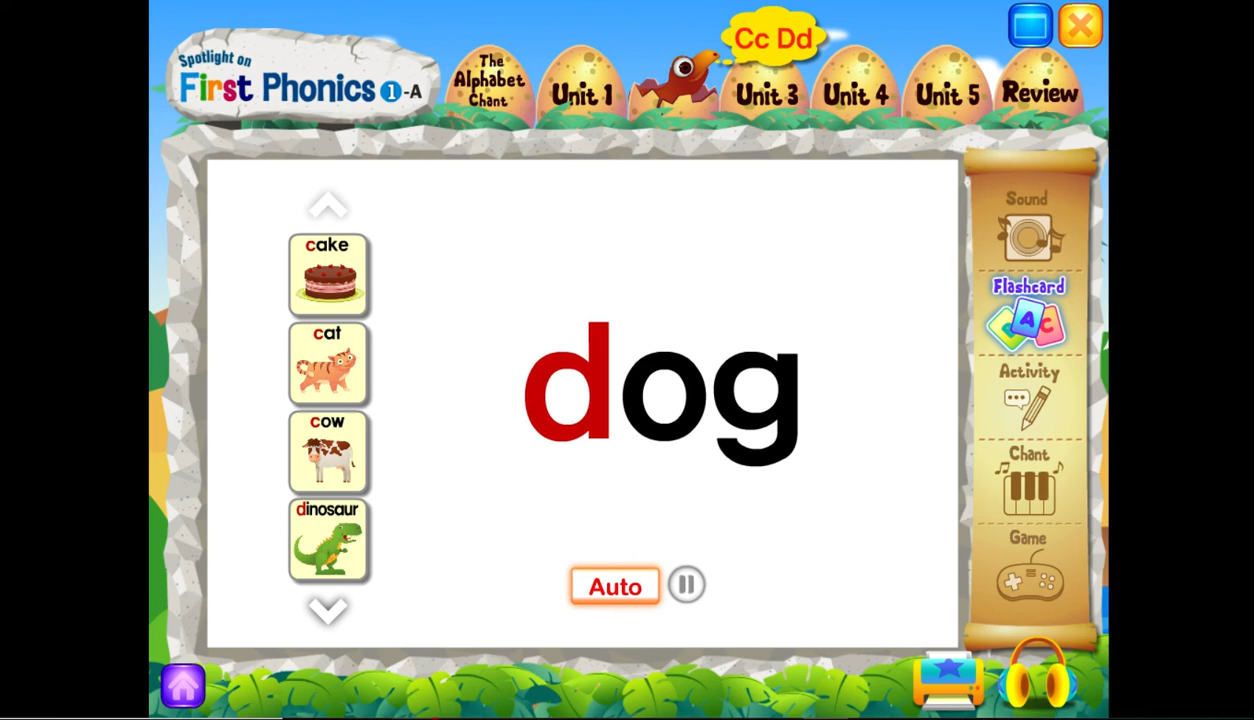 Spotlight on
First Phonics 1-A
The
Alphabet
Chant
Unit 1
Cc Dd
Unit 3
Unit 4
Unit 5
Review
cake
cat
cow
dinosaur
dog
Auto
Sound
Flashcard
A C
Activity
Chant
Game